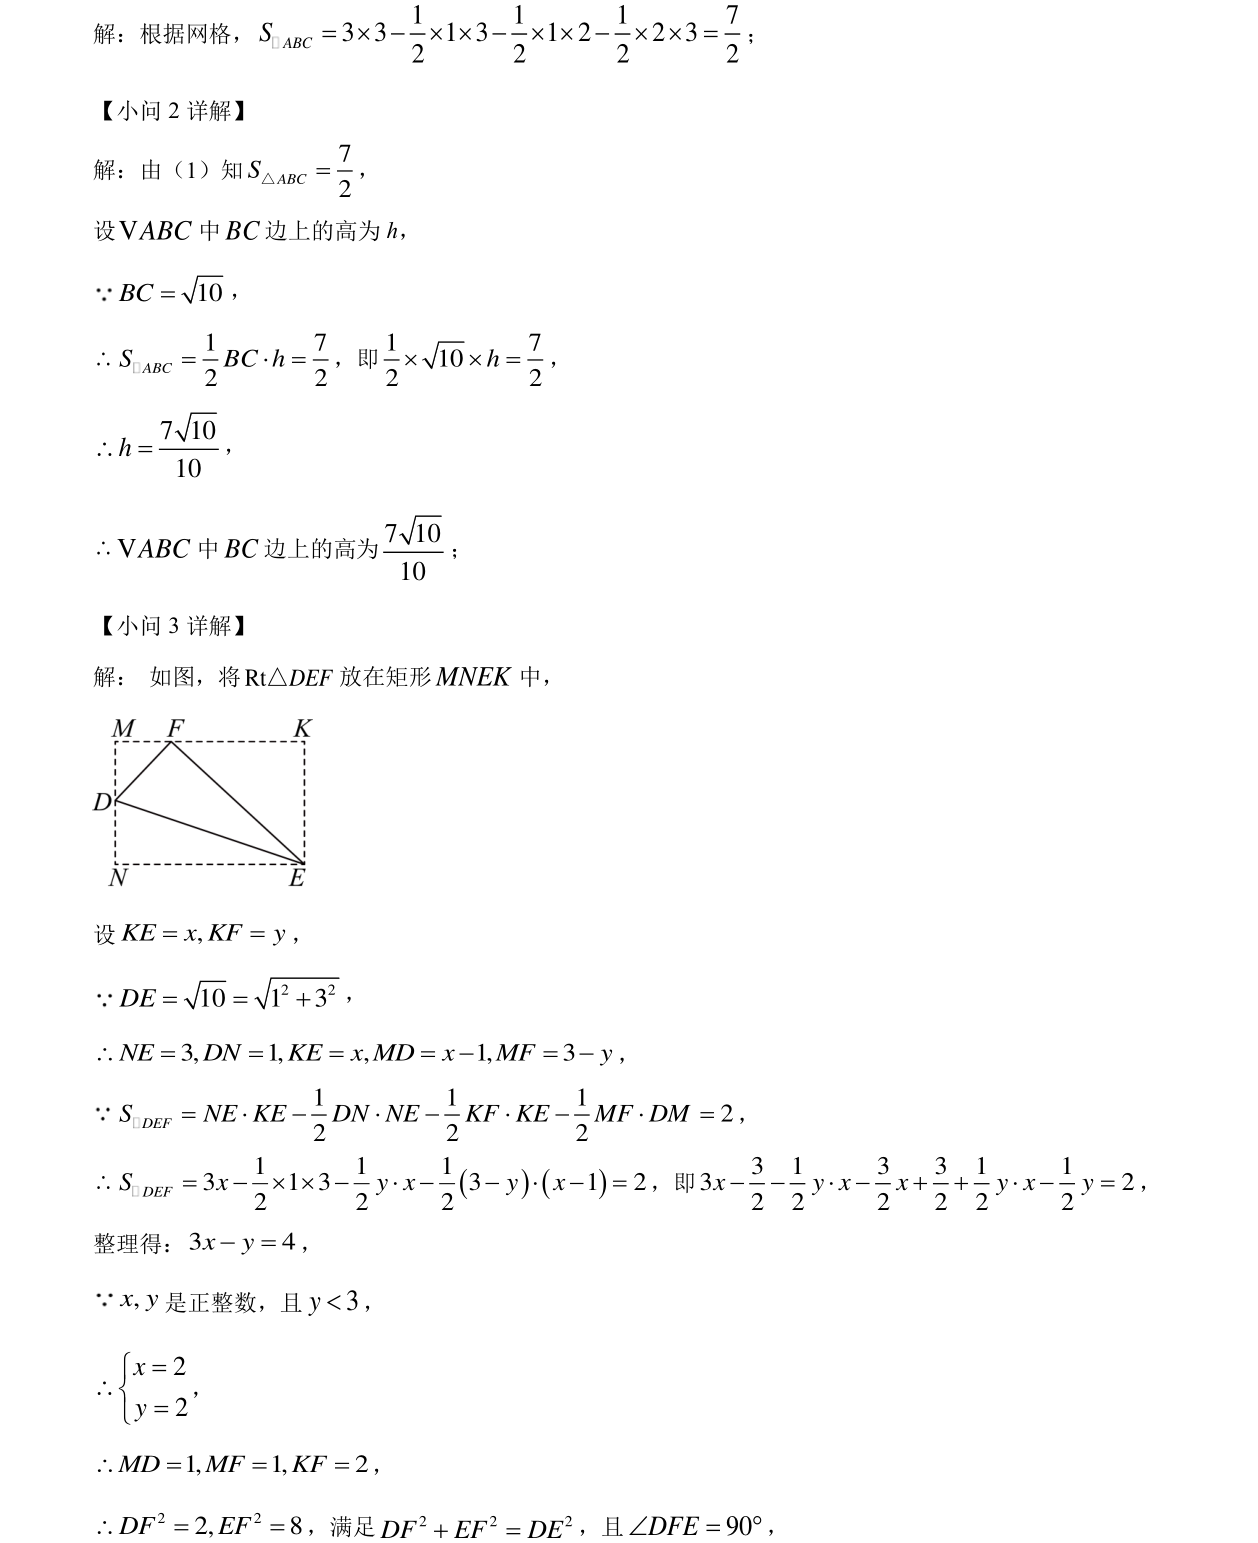 解：根据网格，S□ABC = 3×3－1/2×1×3－1/2×1×2－1/2×2×3 = 7/2；
【小问 2 详解】
解：由（1）知 S△ABC = 7/2，
设 VABC 中 BC 边上的高为 h，
∵ BC = √10，
∴ S□ABC = 1/2 BC·h = 7/2，即 1/2×√10×h = 7/2，
∴ h = 7√10/10，
∴ VABC 中 BC 边上的高为 7√10/10；
【小问 3 详解】
解： 如图，将 Rt△DEF 放在矩形 MNEK 中，
M F K
D
N E
设 KE = x, KF = y，
∵ DE = √10 = √(1²+3²)，
∴ NE = 3, DN = 1, KE = x, MD = x－1, MF = 3－y，
∵ S□DEF = NE·KE－1/2 DN·NE－1/2 KF·KE－1/2 MF·DM = 2，
∴ S□DEF = 3x－1/2×1×3－1/2 y·x－1/2(3－y)·(x－1) = 2，即 3x－3/2－1/2 y·x－3/2 x+3/2+1/2 y·x－1/2 y = 2，
整理得：3x－y = 4，
∵ x, y 是正整数，且 y < 3，
∴ {x = 2
y = 2，
∴ MD = 1, MF = 1, KF = 2，
∴ DF² = 2, EF² = 8，满足 DF²+EF² = DE²，且 ∠DFE = 90°，